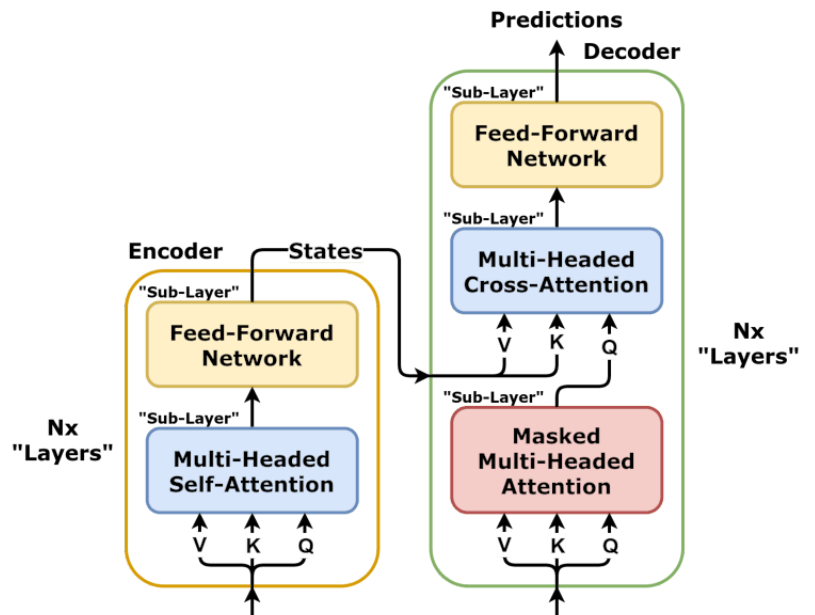 Predictions
Decoder
"Sub-Layer"
Feed-Forward
Network
"Sub-Layer"
Multi-Headed
Cross-Attention
V K Q
"Sub-Layer"
Masked
Multi-Headed
Attention
V K Q
Nx
"Layers"
Encoder
States
"Sub-Layer"
Feed-Forward
Network
"Sub-Layer"
Multi-Headed
Self-Attention
V K Q
Nx
"Layers"